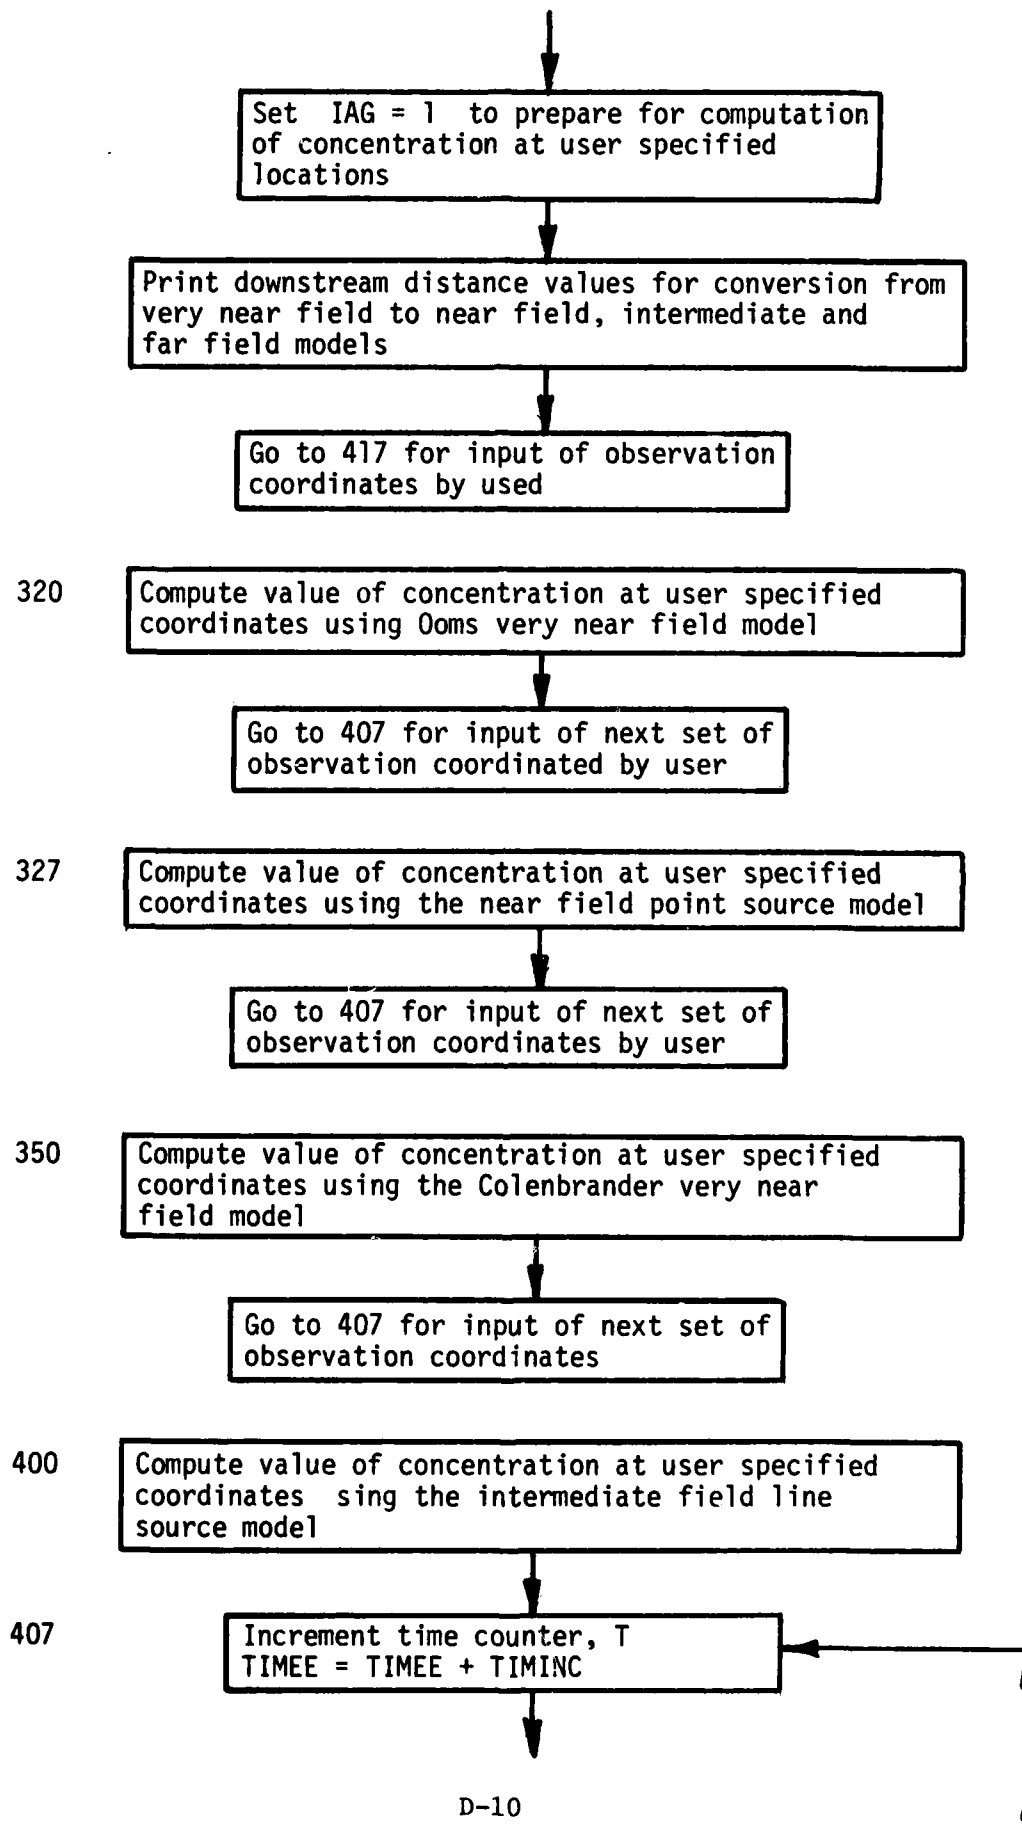 Set IAG = 1 to prepare for computation
of concentration at user specified
locations
Print downstream distance values for conversion from
very near field to near field, intermediate and
far field models
Go to 417 for input of observation
coordinates by used
320
Compute value of concentration at user specified
coordinates using Ooms very near field model
Go to 407 for input of next set of
observation coordinated by user
327
Compute value of concentration at user specified
coordinates using the near field point source model
Go to 407 for input of next set of
observation coordinates by user
350
Compute value of concentration at user specified
coordinates using the Colenbrander very near
field model
Go to 407 for input of next set of
observation coordinates
400
Compute value of concentration at user specified
coordinates sing the intermediate field line
source model
407
Increment time counter, T
TIMEE = TIMEE + TIMINC
D-10